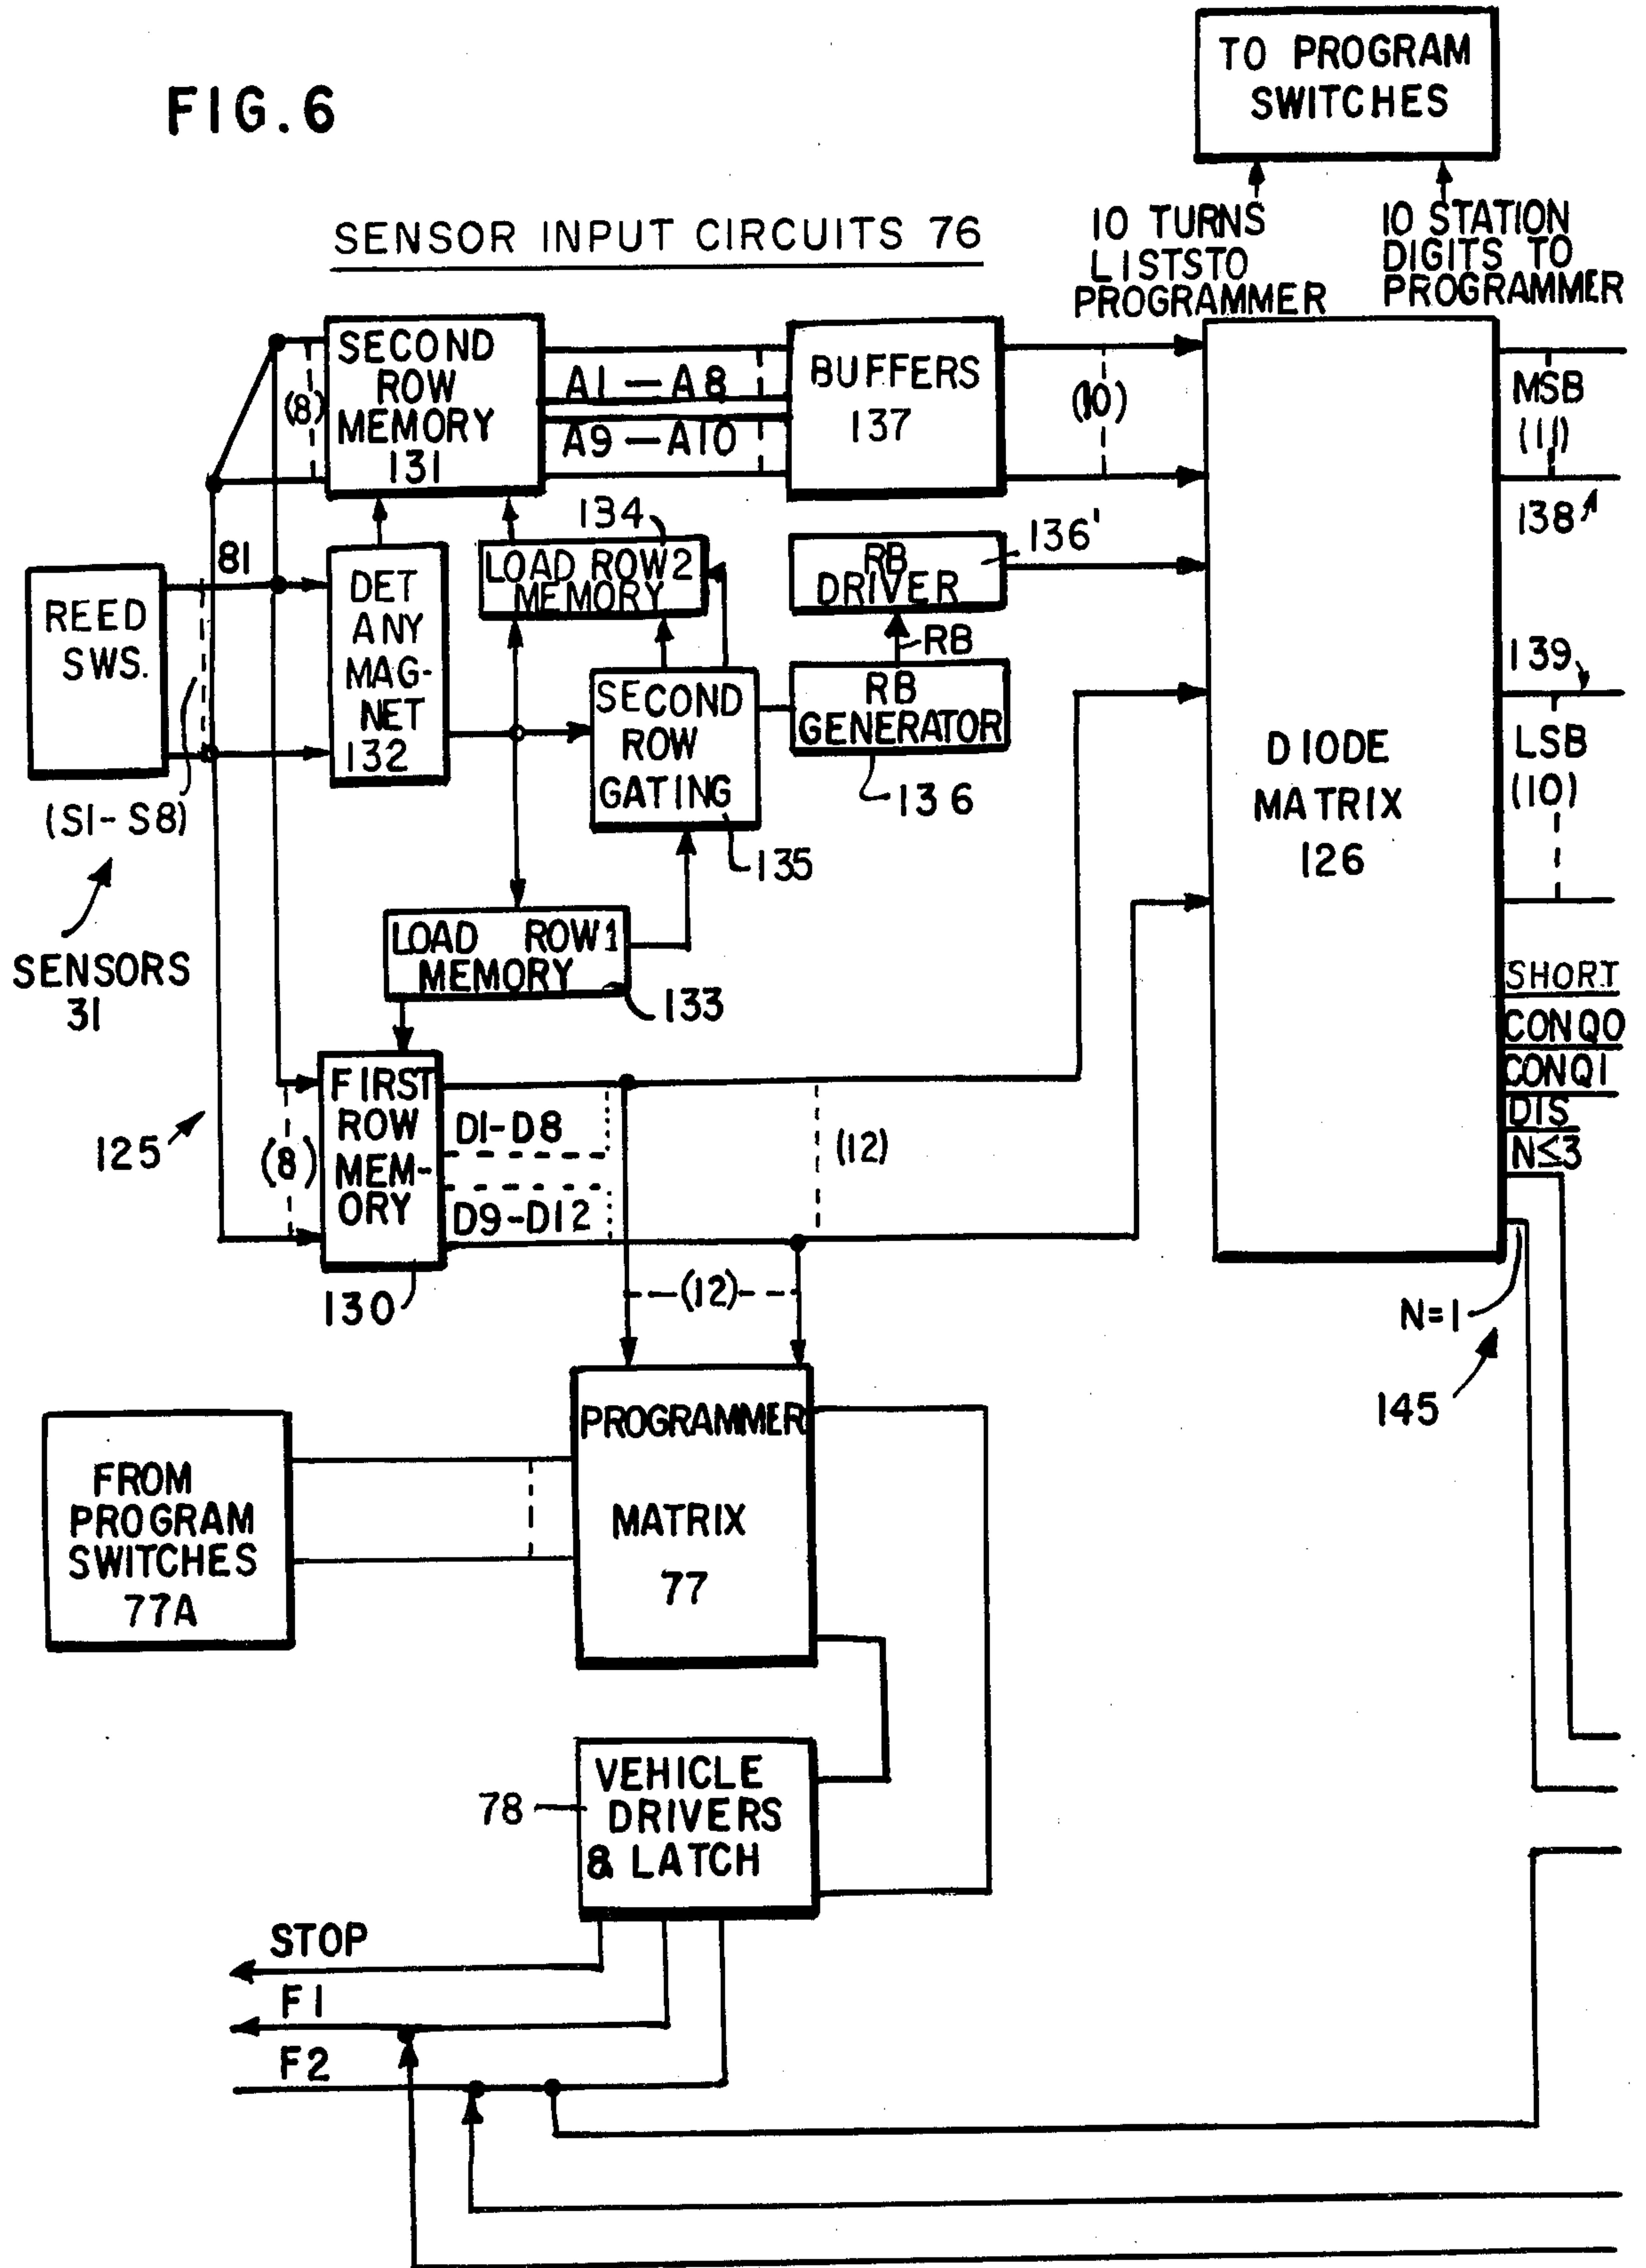 FIG.6
TO PROGRAM
SWITCHES
SENSOR INPUT CIRCUITS 76
10 TURNS
LISTSTO
PROGRAMMER
10 STATION
DIGITS TO
PROGRAMMER
SECOND
ROW
MEMORY
131
(8)
A1—A8
A9—A10
BUFFERS
137
(10)
MSB
(11)
138
81
REED
SWS.
(S1-S8)
SENSORS
31
DET
ANY
MAG-
NET
132
134
LOAD ROW2
MEMORY
RB
DRIVER
136'
RB
RB
GENERATOR
136
SECOND
ROW
GATING
135
DIODE
MATRIX
126
139
LSB
(10)
LOAD ROW1
MEMORY
133
SHORT
CONQ0
CONQ1
DIS
N≤3
125
(8)
FIRST
ROW
MEM-
ORY
130
D1-D8
D9-D12
(12)
(12)
N=1
145
PROGRAMMER
MATRIX
77
FROM
PROGRAM
SWITCHES
77A
78
VEHICLE
DRIVERS
& LATCH
STOP
F1
F2